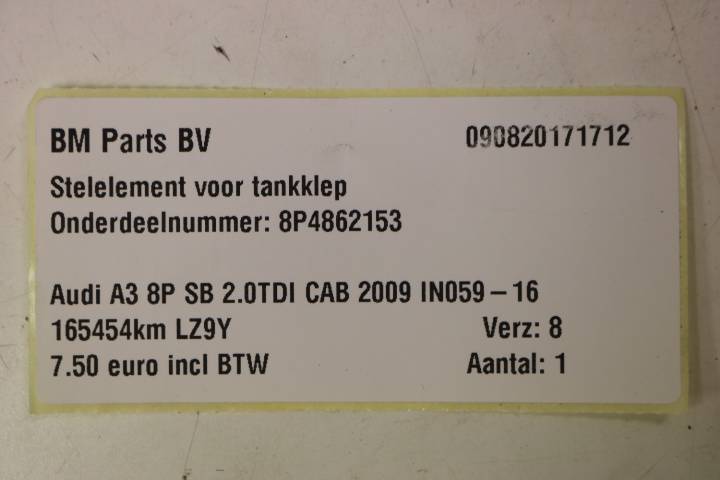 BM Parts BV 090820171712
Stelelement voor tankklep
Onderdeelnummer: 8P4862153
Audi A3 8P SB 2.0TDI CAB 2009 IN059-16
165454km LZ9Y Verz: 8
7.50 euro incl BTW Aantal: 1